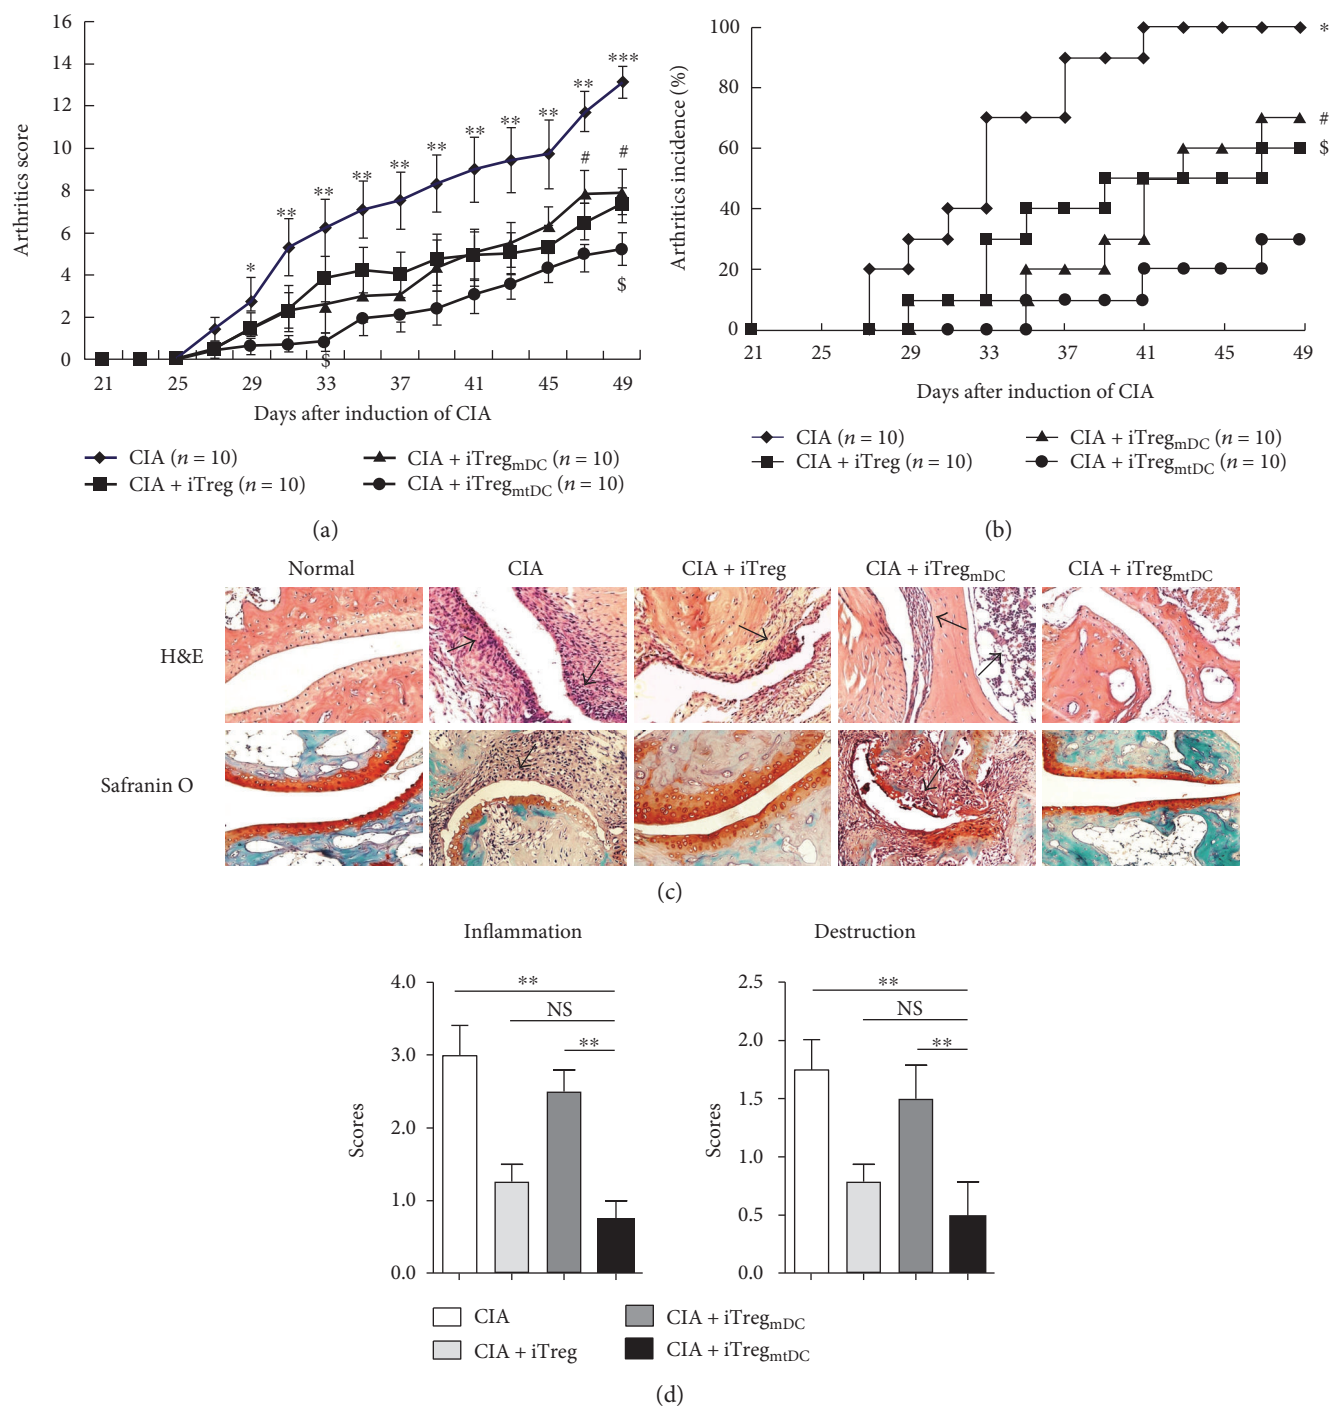 16
14
12
10
8
6
4
2
0
Arthritics score
* ** ** ** ** ** ** ** ** ** ***
# #
$ $
21 25 29 33 37 41 45 49
Days after induction of CIA
CIA (n = 10)
CIA + iTreg (n = 10)
CIA + iTregmDC (n = 10)
CIA + iTregmtDC (n = 10)
(a)
100
80
60
40
20
0
Arthritics incidence (%)
*
#
$
21 25 29 33 37 41 45 49
Days after induction of CIA
CIA (n = 10)
CIA + iTreg (n = 10)
CIA + iTregmDC (n = 10)
CIA + iTregmtDC (n = 10)
(b)
Normal CIA CIA + iTreg CIA + iTregmDC CIA + iTregmtDC
H&E
Safranin O
(c)
Inflammation
4.0
3.0
2.0
1.0
0.0
Scores
**
NS
**
Destruction
2.5
2.0
1.5
1.0
0.5
0.0
Scores
**
NS
**
CIA
CIA + iTreg
CIA + iTregmDC
CIA + iTregmtDC
(d)